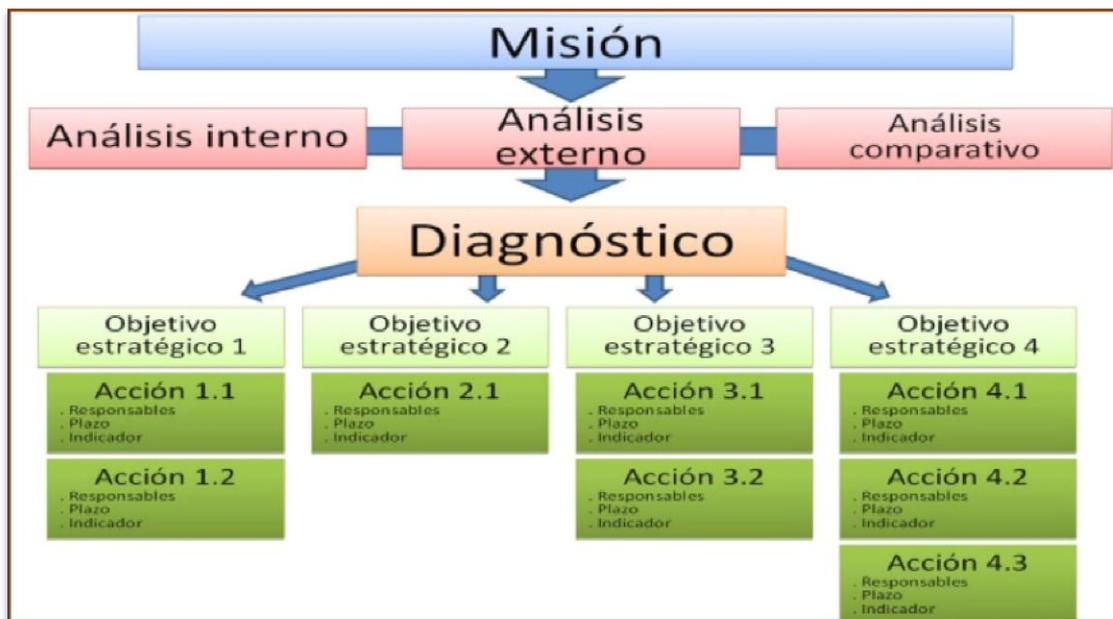 Misión
Análisis interno
Análisis
externo
Análisis
comparativo
Diagnóstico
Objetivo
estratégico 1
Objetivo
estratégico 2
Objetivo
estratégico 3
Objetivo
estratégico 4
Acción 1.1
. Responsables
. Plazo
. Indicador
Acción 1.2
. Responsables
. Plazo
. Indicador
Acción 2.1
. Responsables
. Plazo
. Indicador
Acción 3.1
. Responsables
. Plazo
. Indicador
Acción 3.2
. Responsables
. Plazo
. Indicador
Acción 4.1
. Responsables
. Plazo
. Indicador
Acción 4.2
. Responsables
. Plazo
. Indicador
Acción 4.3
. Responsables
. Plazo
. Indicador